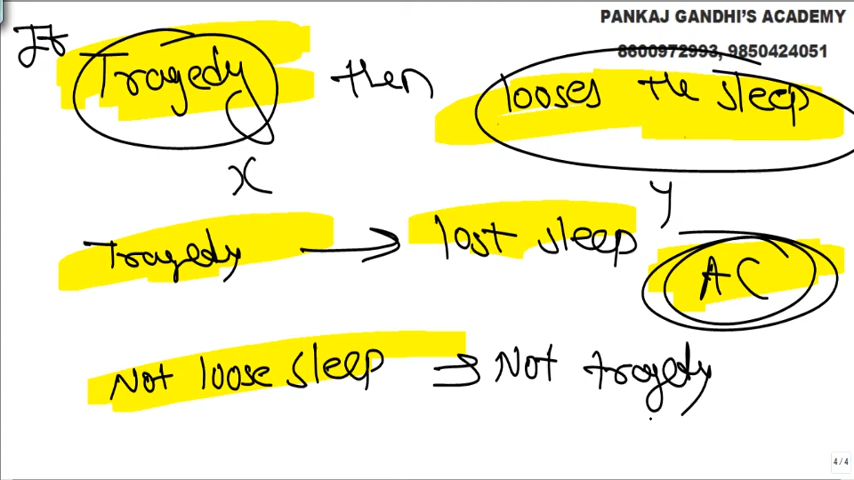 PANKAJ GANDHI'S ACADEMY
8600972993, 9850424051
If Tragedy then looses the sleep
x y
Tragedy → lost sleep AC
Not loose sleep → Not tragedy
4/4